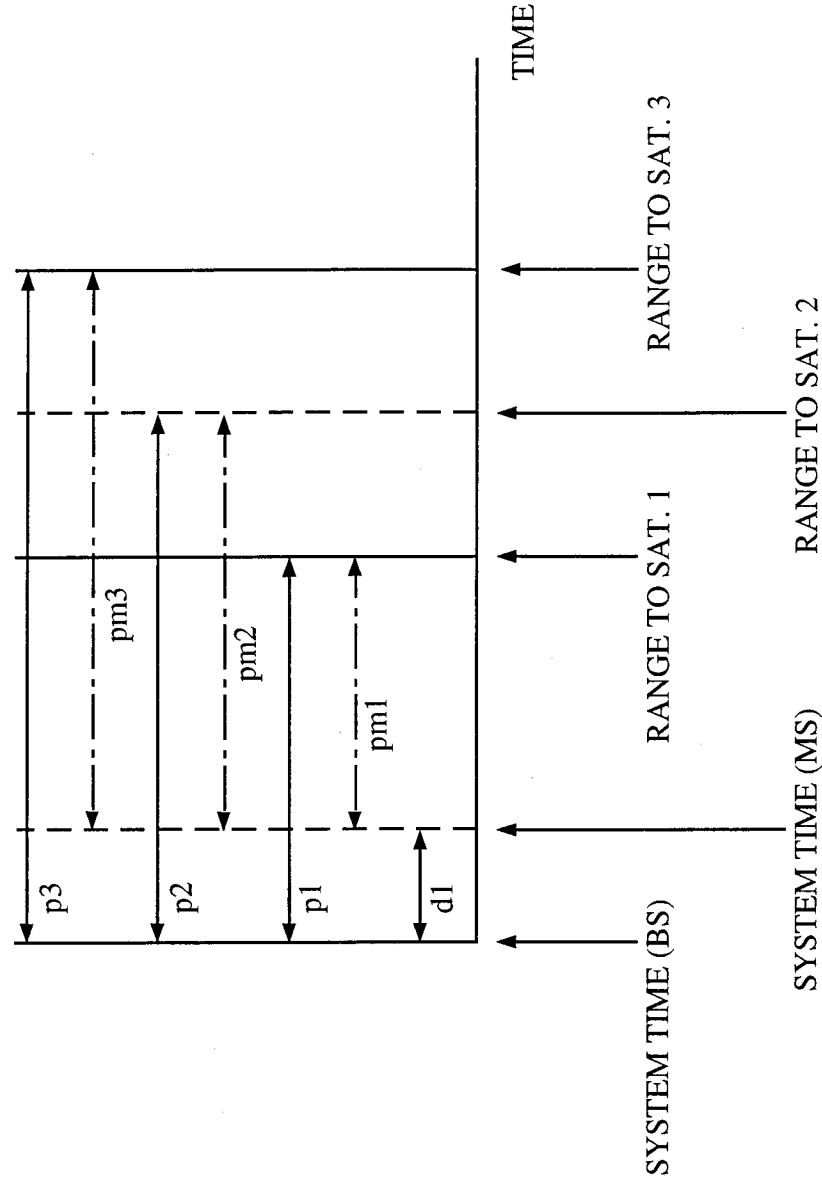 p3
pm3
p2
pm2
p1
pm1
d1
TIME
SYSTEM TIME (BS)
RANGE TO SAT. 1
RANGE TO SAT. 3
SYSTEM TIME (MS)
RANGE TO SAT. 2